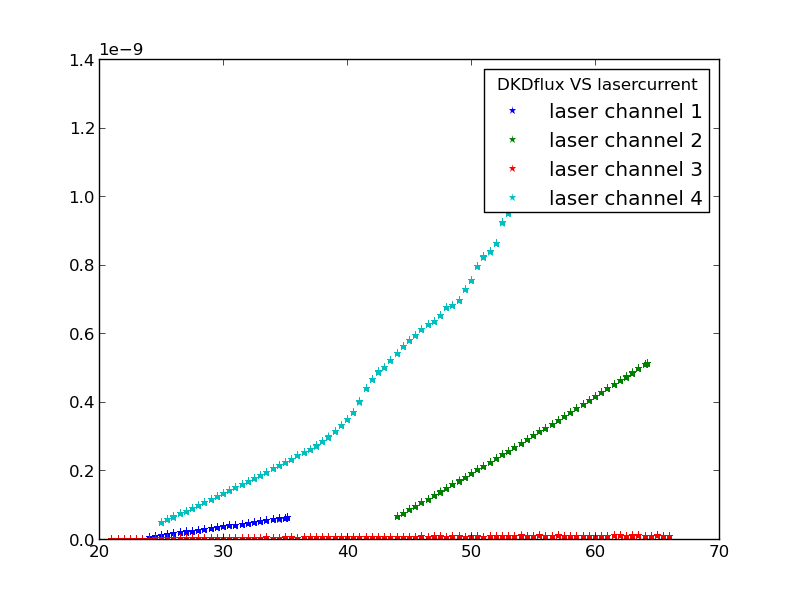 1e−9
1.4
1.2
1.0
0.8
0.6
0.4
0.2
0.0
20
30
40
50
60
70
DKDflux VS lasercurrent
laser channel 1
laser channel 2
laser channel 3
laser channel 4